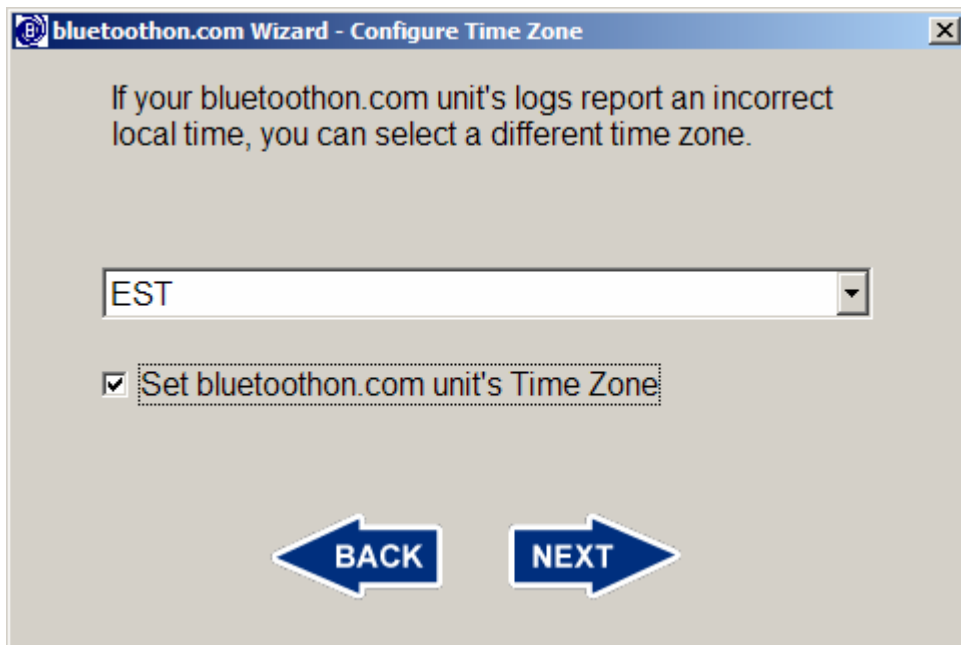 bluetoothon.com Wizard - Configure Time Zone
If your bluetoothon.com unit's logs report an incorrect
local time, you can select a different time zone.
EST
Set bluetoothon.com unit's Time Zone
BACK NEXT